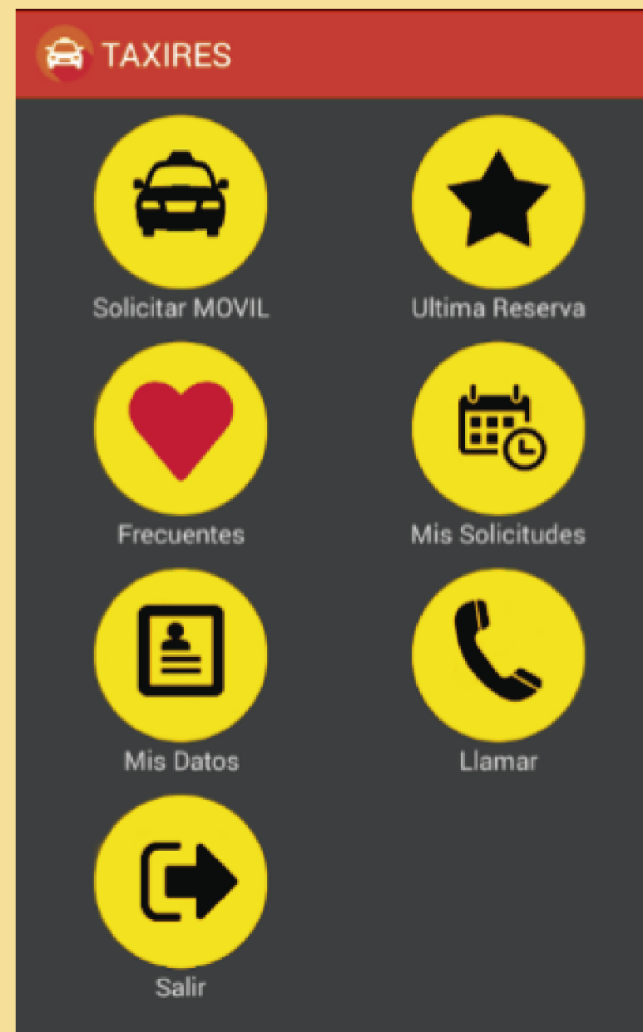 TAXIRES
Solicitar MOVIL
Ultima Reserva
Frecuentes
Mis Solicitudes
Mis Datos
Llamar
Salir